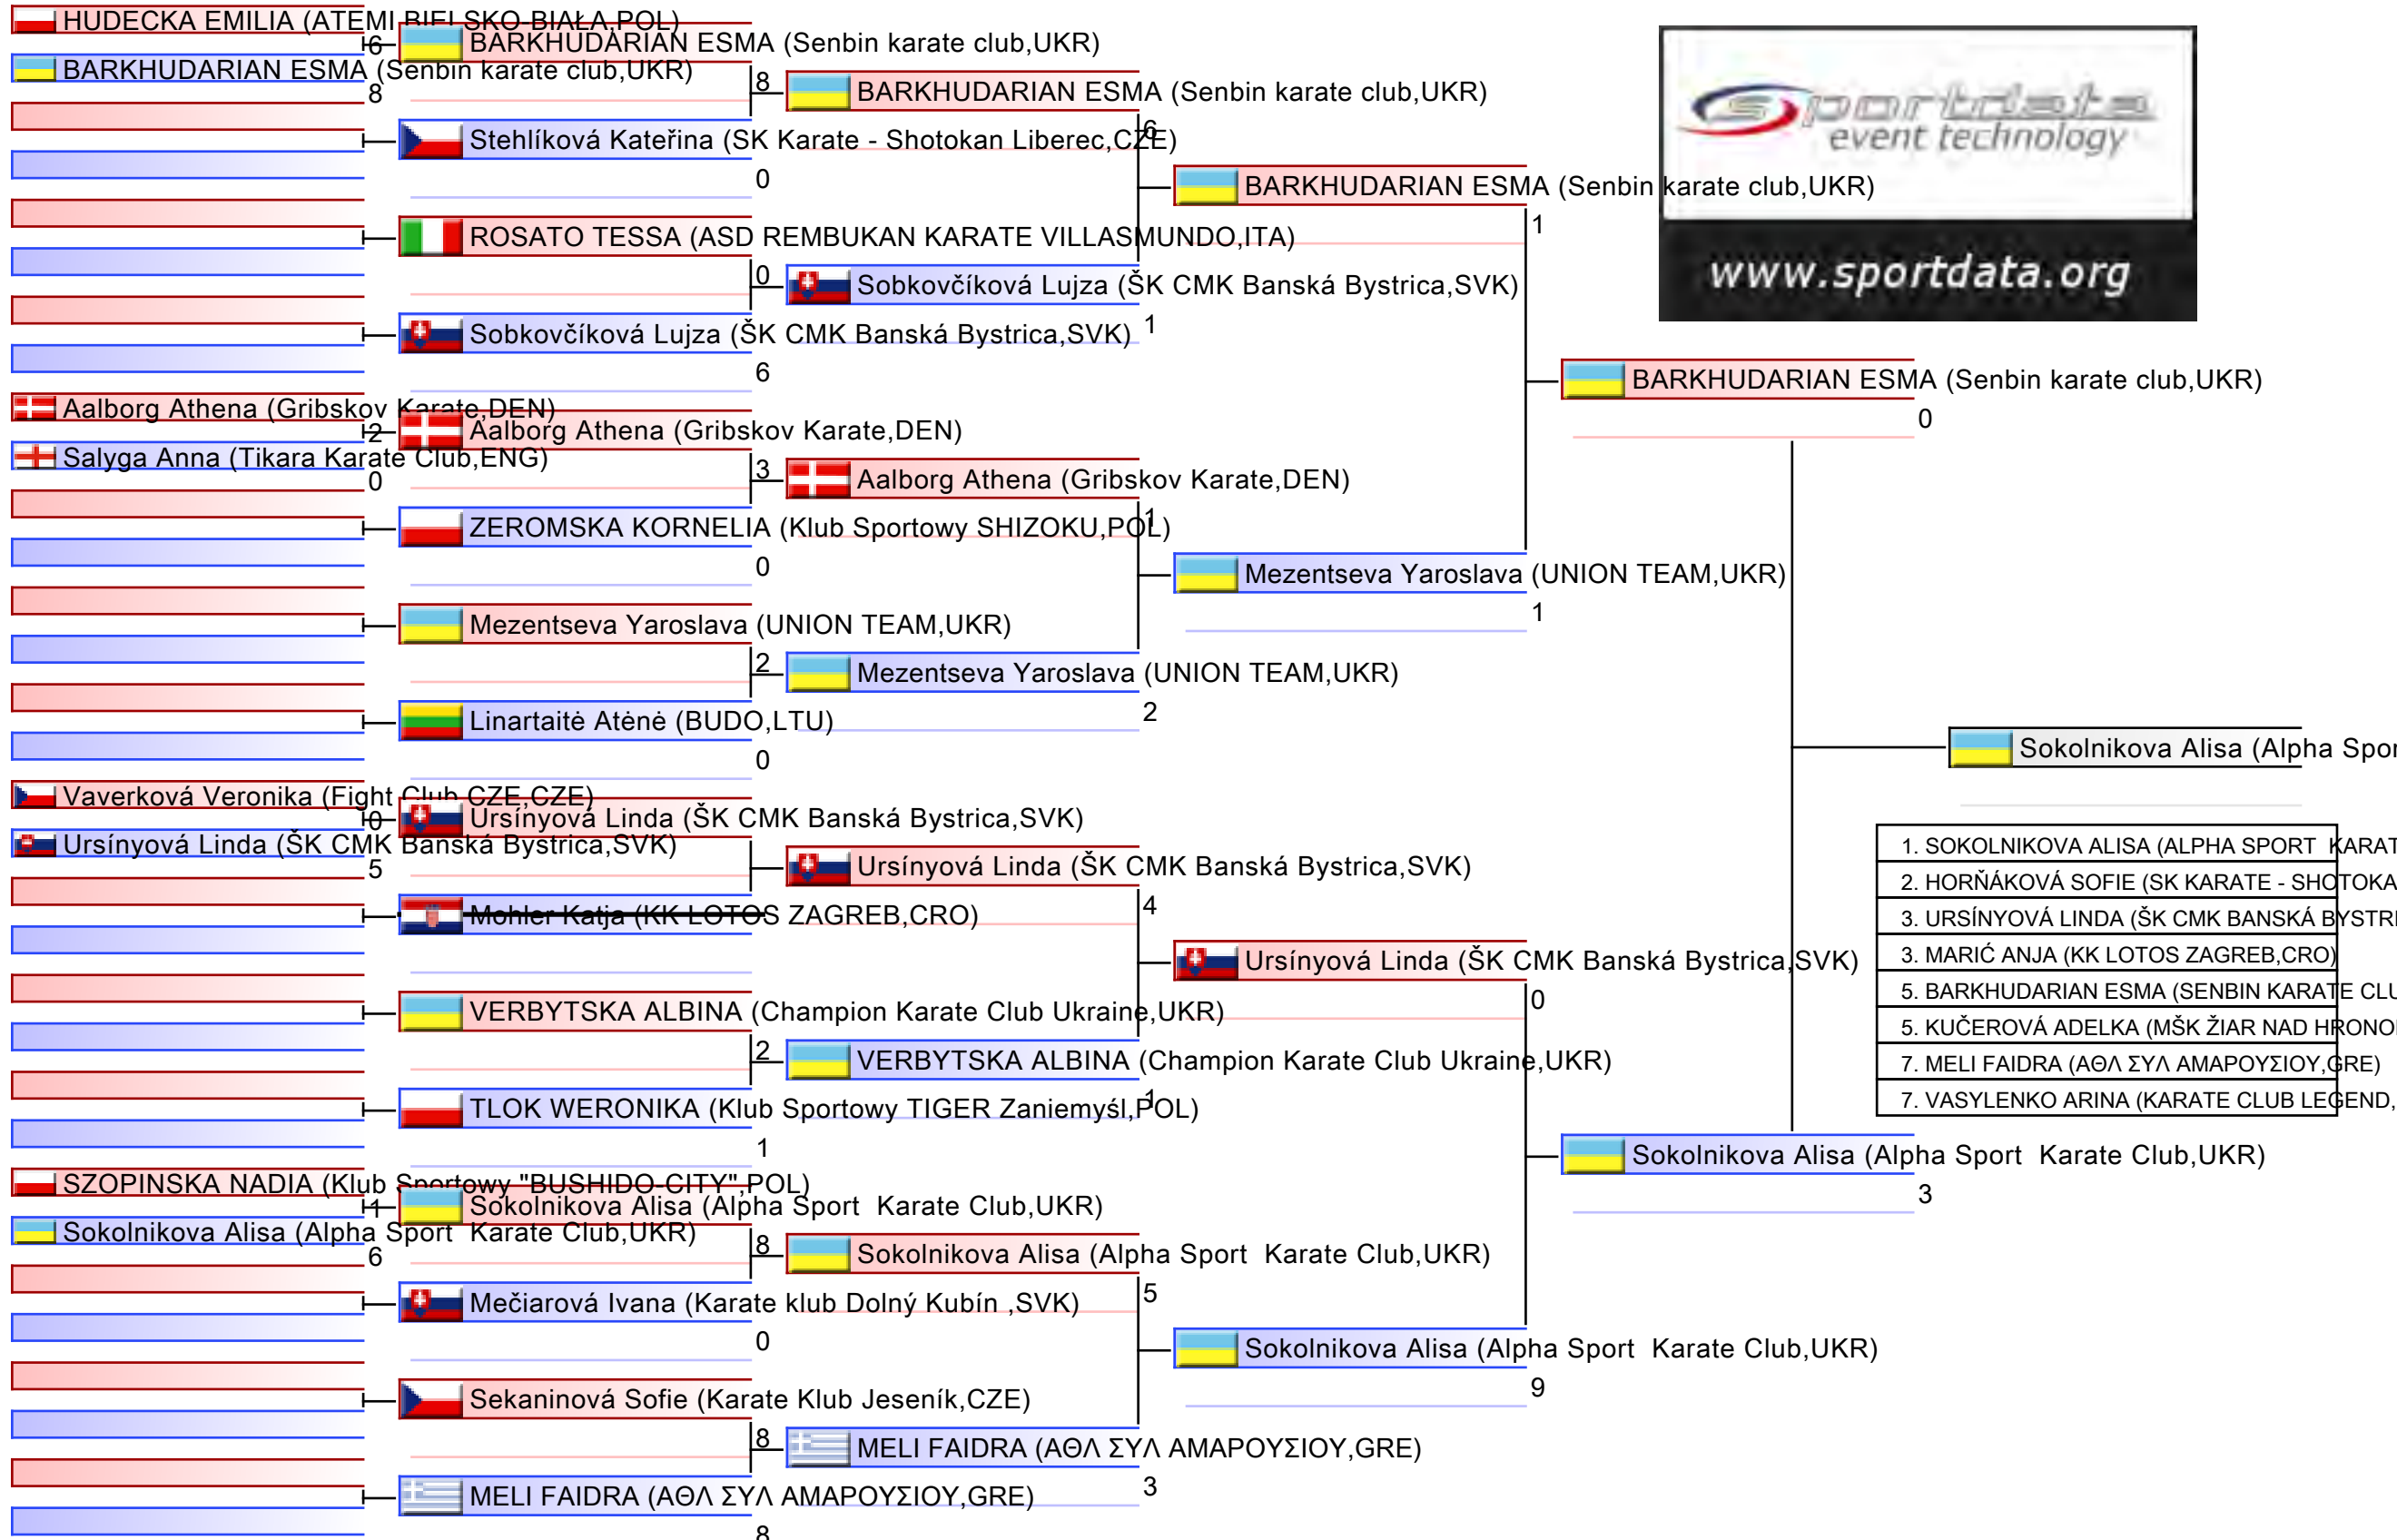 HUDECKA EMILIA (ATEMI BIELSKO-BIAŁA,POL)
6
BARKHUDARIAN ESMA (Senbin karate club,UKR)
8
Aalborg Athena (Gribskov Karate,DEN)
2
Salyga Anna (Tikara Karate Club,ENG)
0
Vaverková Veronika (Fight Club CZE,CZE)
0
Ursínyová Linda (ŠK CMK Banská Bystrica,SVK)
5
SZOPINSKA NADIA (Klub Sportowy "BUSHIDO-CITY",POL)
1
Sokolnikova Alisa (Alpha Sport  Karate Club,UKR)
6
BARKHUDARIAN ESMA (Senbin karate club,UKR)
8
Stehlíková Kateřina (SK Karate - Shotokan Liberec,CZE)
0
ROSATO TESSA (ASD REMBUKAN KARATE VILLASMUNDO,ITA)
0
Sobkovčíková Lujza (ŠK CMK Banská Bystrica,SVK)
6
Aalborg Athena (Gribskov Karate,DEN)
3
ZEROMSKA KORNELIA (Klub Sportowy SHIZOKU,POL)
0
Mezentseva Yaroslava (UNION TEAM,UKR)
2
Linartaitė Atėnė (BUDO,LTU)
0
Ursínyová Linda (ŠK CMK Banská Bystrica,SVK)
Mohler Katja (KK LOTOS ZAGREB,CRO)
VERBYTSKA ALBINA (Champion Karate Club Ukraine,UKR)
2
TLOK WERONIKA (Klub Sportowy TIGER Zaniemyśl,POL)
1
Sokolnikova Alisa (Alpha Sport  Karate Club,UKR)
8
Mečiarová Ivana (Karate klub Dolný Kubín ,SVK)
0
Sekaninová Sofie (Karate Klub Jeseník,CZE)
8
MELI FAIDRA (ΑΘΛ ΣΥΛ ΑΜΑΡΟΥΣΙΟΥ,GRE)
8
BARKHUDARIAN ESMA (Senbin karate club,UKR)
6
Sobkovčíková Lujza (ŠK CMK Banská Bystrica,SVK)
1
Aalborg Athena (Gribskov Karate,DEN)
1
Mezentseva Yaroslava (UNION TEAM,UKR)
2
Ursínyová Linda (ŠK CMK Banská Bystrica,SVK)
4
VERBYTSKA ALBINA (Champion Karate Club Ukraine,UKR)
1
Sokolnikova Alisa (Alpha Sport  Karate Club,UKR)
5
MELI FAIDRA (ΑΘΛ ΣΥΛ ΑΜΑΡΟΥΣΙΟΥ,GRE)
3
BARKHUDARIAN ESMA (Senbin karate club,UKR)
1
Mezentseva Yaroslava (UNION TEAM,UKR)
1
Ursínyová Linda (ŠK CMK Banská Bystrica,SVK)
0
Sokolnikova Alisa (Alpha Sport  Karate Club,UKR)
9
BARKHUDARIAN ESMA (Senbin karate club,UKR)
0
Sokolnikova Alisa (Alpha Sport  Karate Club,UKR)
3
sportdata
event technology
www.sportdata.org
Sokolnikova Alisa (Alpha Spor
1. SOKOLNIKOVA ALISA (ALPHA SPORT  KARAT
2. HORŇÁKOVÁ SOFIE (SK KARATE - SHOTOKA
3. URSÍNYOVÁ LINDA (ŠK CMK BANSKÁ BYSTRI
3. MARIĆ ANJA (KK LOTOS ZAGREB,CRO)
5. BARKHUDARIAN ESMA (SENBIN KARATE CLU
5. KUČEROVÁ ADELKA (MŠK ŽIAR NAD HRONO
7. MELI FAIDRA (ΑΘΛ ΣΥΛ ΑΜΑΡΟΥΣΙΟΥ,GRE)
7. VASYLENKO ARINA (KARATE CLUB LEGEND,